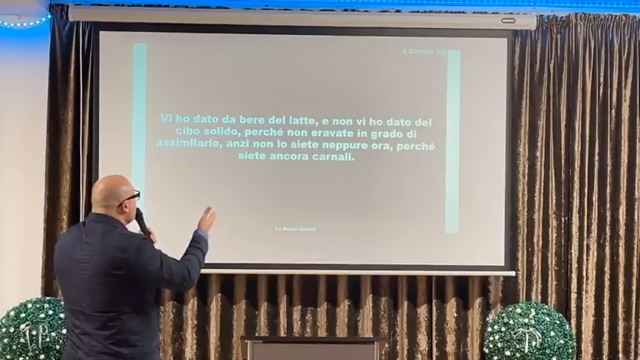 Vi ho dato da bere del latte, e non vi ho dato del
cibo solido, perché non eravate in grado di
assimilarlo, anzi non lo siete neppure ora, perché
siete ancora carnali.